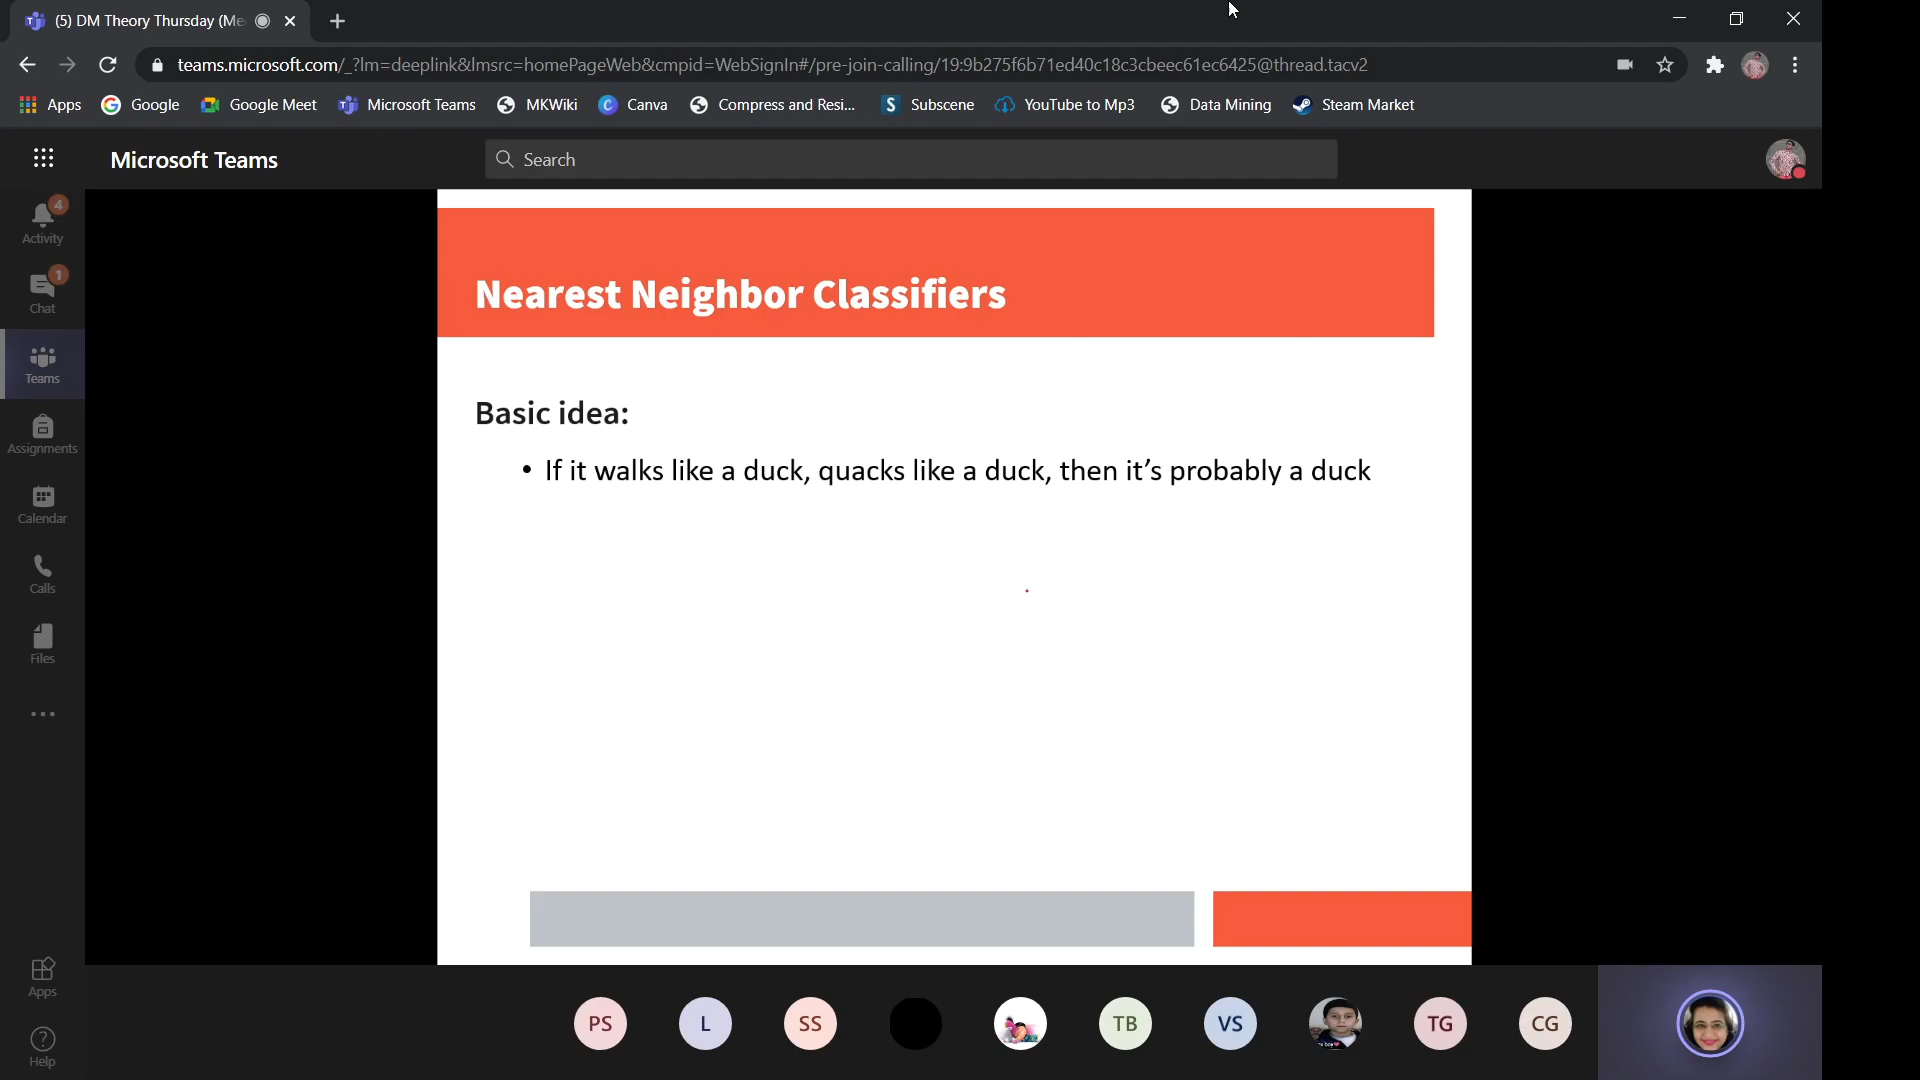 (5) DM Theory Thursday (Me
teams.microsoft.com/_?lm=deeplink&lmsrc=homePageWeb&cmpid=WebSignIn#/pre-join-calling/19:9b275f6b71ed40c18c3cbeec61ec6425@thread.tacv2
Apps Google Google Meet Microsoft Teams MKWiki Canva Compress and Resi... Subscene YouTube to Mp3 Data Mining Steam Market
Microsoft Teams
Search
4
Activity
1
Chat
Teams
Assignments
Calendar
Calls
Files
Apps
Help
Nearest Neighbor Classifiers
Basic idea:
• If it walks like a duck, quacks like a duck, then it’s probably a duck
PS L SS TB VS TG CG